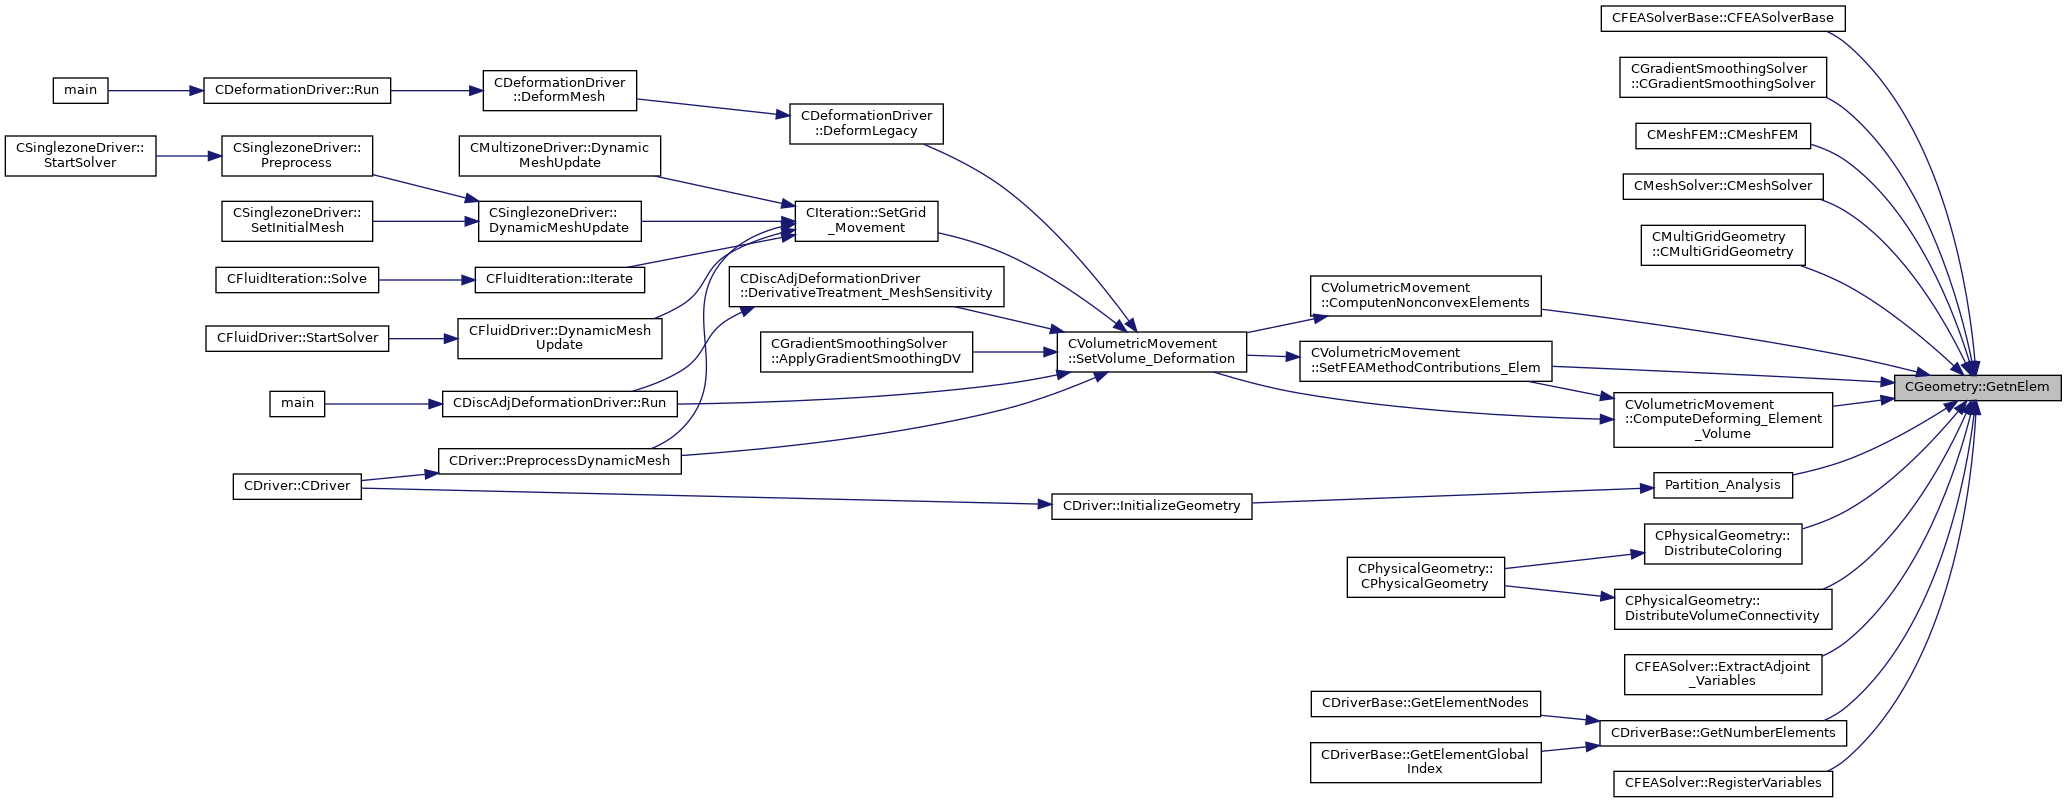 CFEASolverBase::CFEASolverBase
CGradientSmoothingSolver
::CGradientSmoothingSolver
CMeshFEM::CMeshFEM
CMeshSolver::CMeshSolver
CMultiGridGeometry
::CMultiGridGeometry
CGeometry::GetnElem
main
CDeformationDriver::Run
CDeformationDriver
::DeformMesh
CDeformationDriver
::DeformLegacy
CSinglezoneDriver::
StartSolver
CSinglezoneDriver::
Preprocess
CMultizoneDriver::Dynamic
MeshUpdate
CSinglezoneDriver::
SetInitialMesh
CSinglezoneDriver::
DynamicMeshUpdate
CIteration::SetGrid
_Movement
CFluidIteration::Solve
CFluidIteration::Iterate
CDiscAdjDeformationDriver
::DerivativeTreatment_MeshSensitivity
CFluidDriver::StartSolver
CFluidDriver::DynamicMesh
Update
CGradientSmoothingSolver
::ApplyGradientSmoothingDV
CVolumetricMovement
::SetVolume_Deformation
CVolumetricMovement
::ComputenNonconvexElements
CVolumetricMovement
::SetFEAMethodContributions_Elem
CVolumetricMovement
::ComputeDeforming_Element
_Volume
main
CDiscAdjDeformationDriver::Run
CDriver::PreprocessDynamicMesh
CDriver::CDriver
CDriver::InitializeGeometry
Partition_Analysis
CPhysicalGeometry::
DistributeColoring
CPhysicalGeometry::
CPhysicalGeometry
CPhysicalGeometry::
DistributeVolumeConnectivity
CFEASolver::ExtractAdjoint
_Variables
CDriverBase::GetElementNodes
CDriverBase::GetNumberElements
CDriverBase::GetElementGlobal
Index
CFEASolver::RegisterVariables